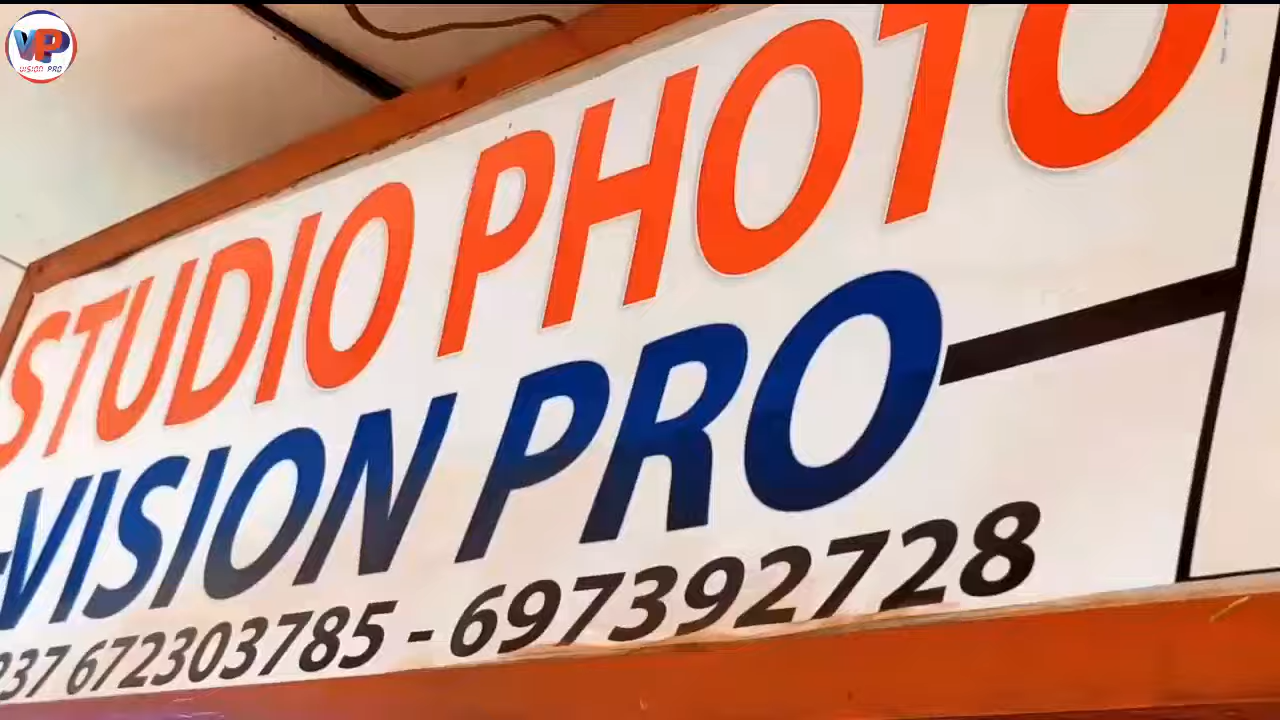 VP
VISION PRO
STUDIO PHOTO
-VISION PRO-
237 672303785 - 697392728